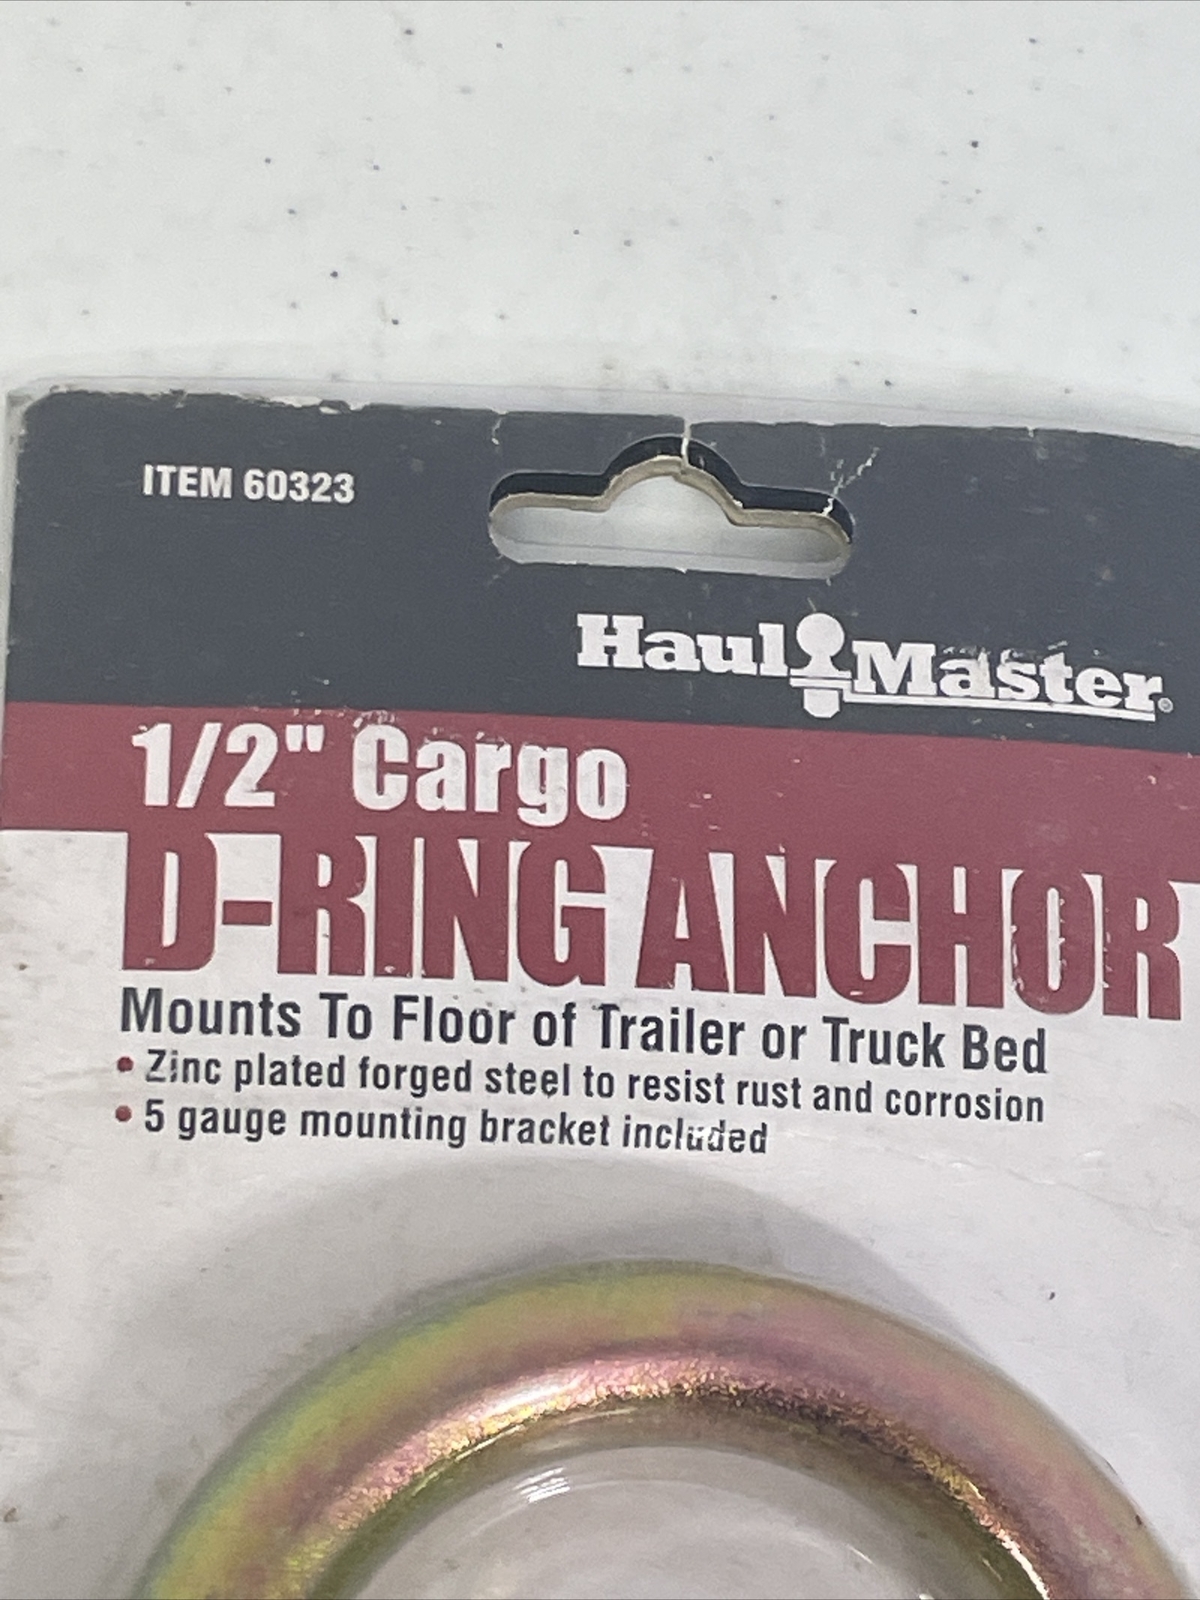 ITEM 60323
Haul Master®
1/2" Cargo
D-RING ANCHOR
Mounts To Floor of Trailer or Truck Bed
• Zinc plated forged steel to resist rust and corrosion
• 5 gauge mounting bracket included